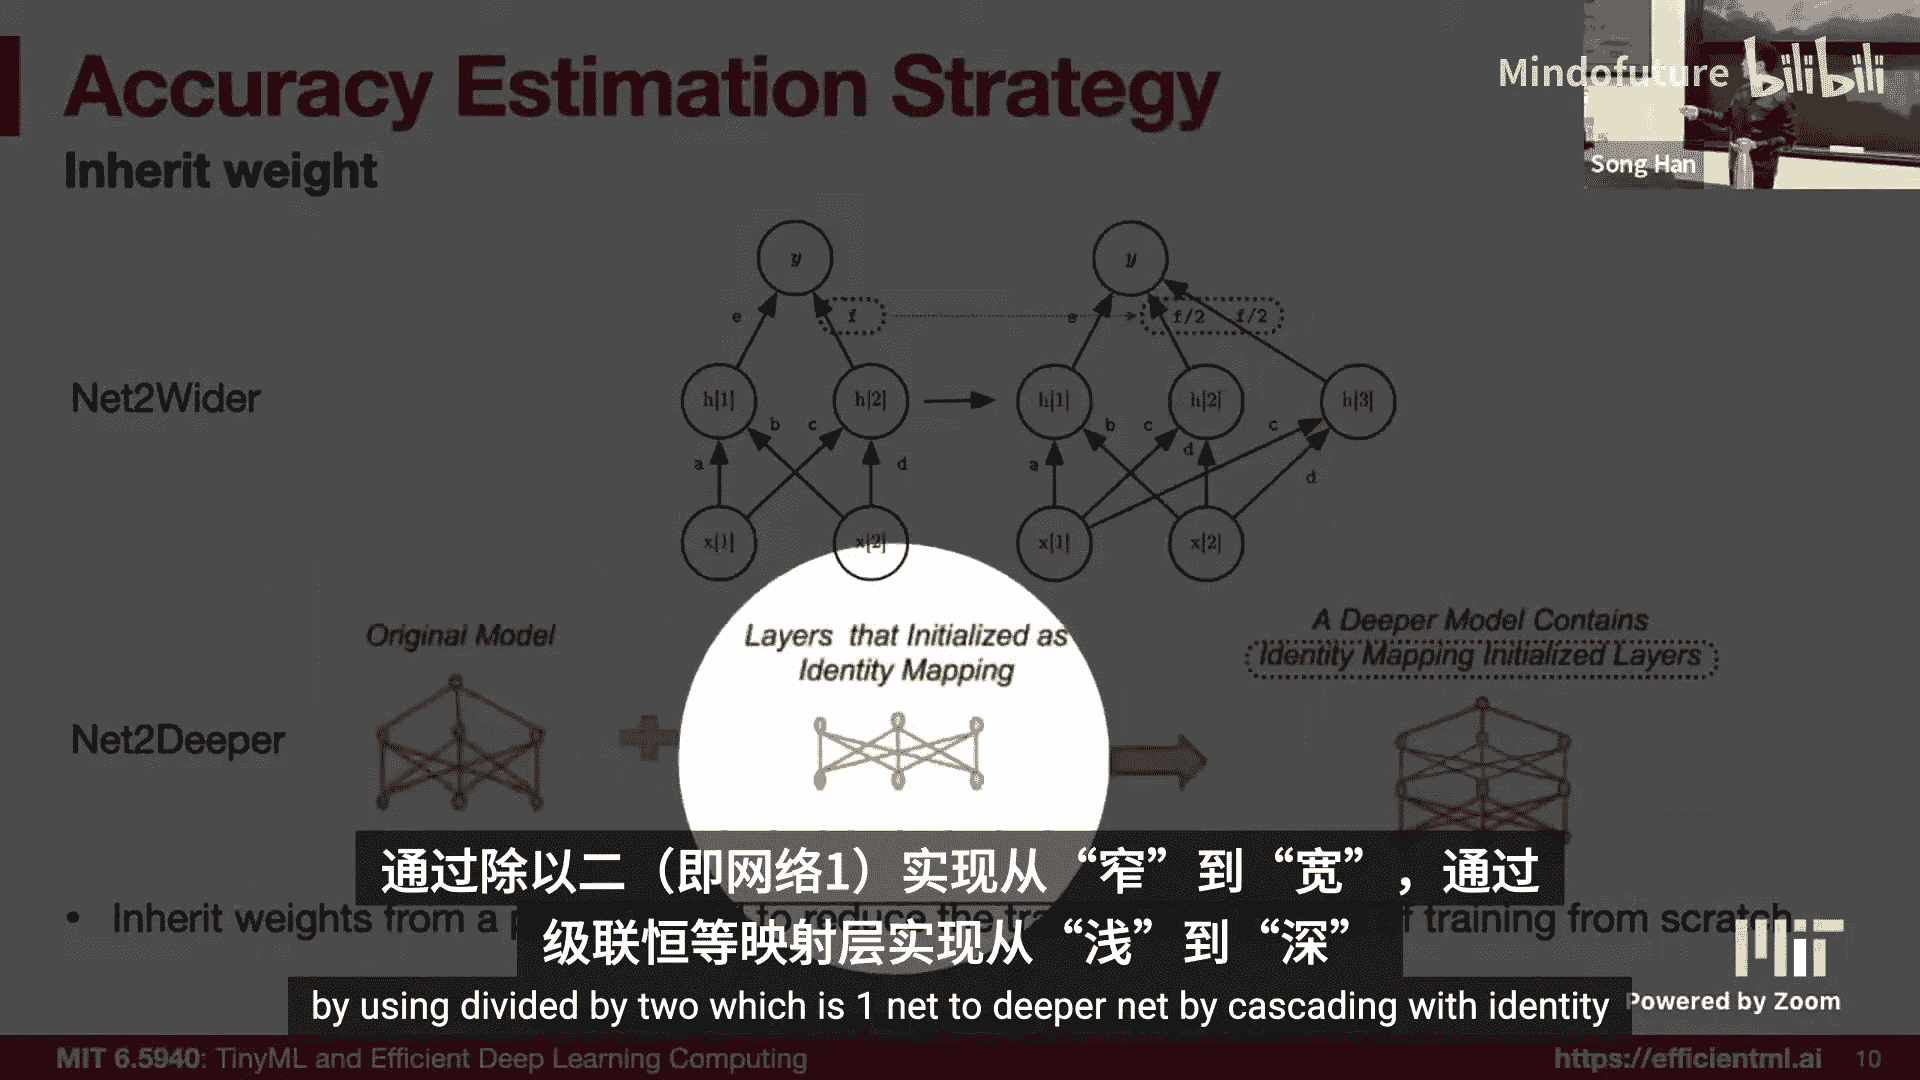 Accuracy Estimation Strategy
Mindofuture bilibili
Song Han
Inherit weight
y
y
e
f
e
f/2
f/2
Net2Wider
h[1]
h[2]
h[1]
h[2]
h[3]
b
c
b
c
c
a
d
a
d
d
x[1]
x[2]
x[1]
x[2]
Original Model
Layers that Initialized as
Identity Mapping
A Deeper Model Contains
Identity Mapping Initialized Layers
Net2Deeper
通过除以二（即网络1）实现从“窄”到“宽”，通过
• Inherit weights from a to reduce the training from scratch.
级联恒等映射层实现从“浅”到“深”
MIT
by using divided by two which is 1 net to deeper net by cascading with identity
Powered by Zoom
MIT 6.5940: TinyML and Efficient Deep Learning Computing
https://efficientml.ai
10